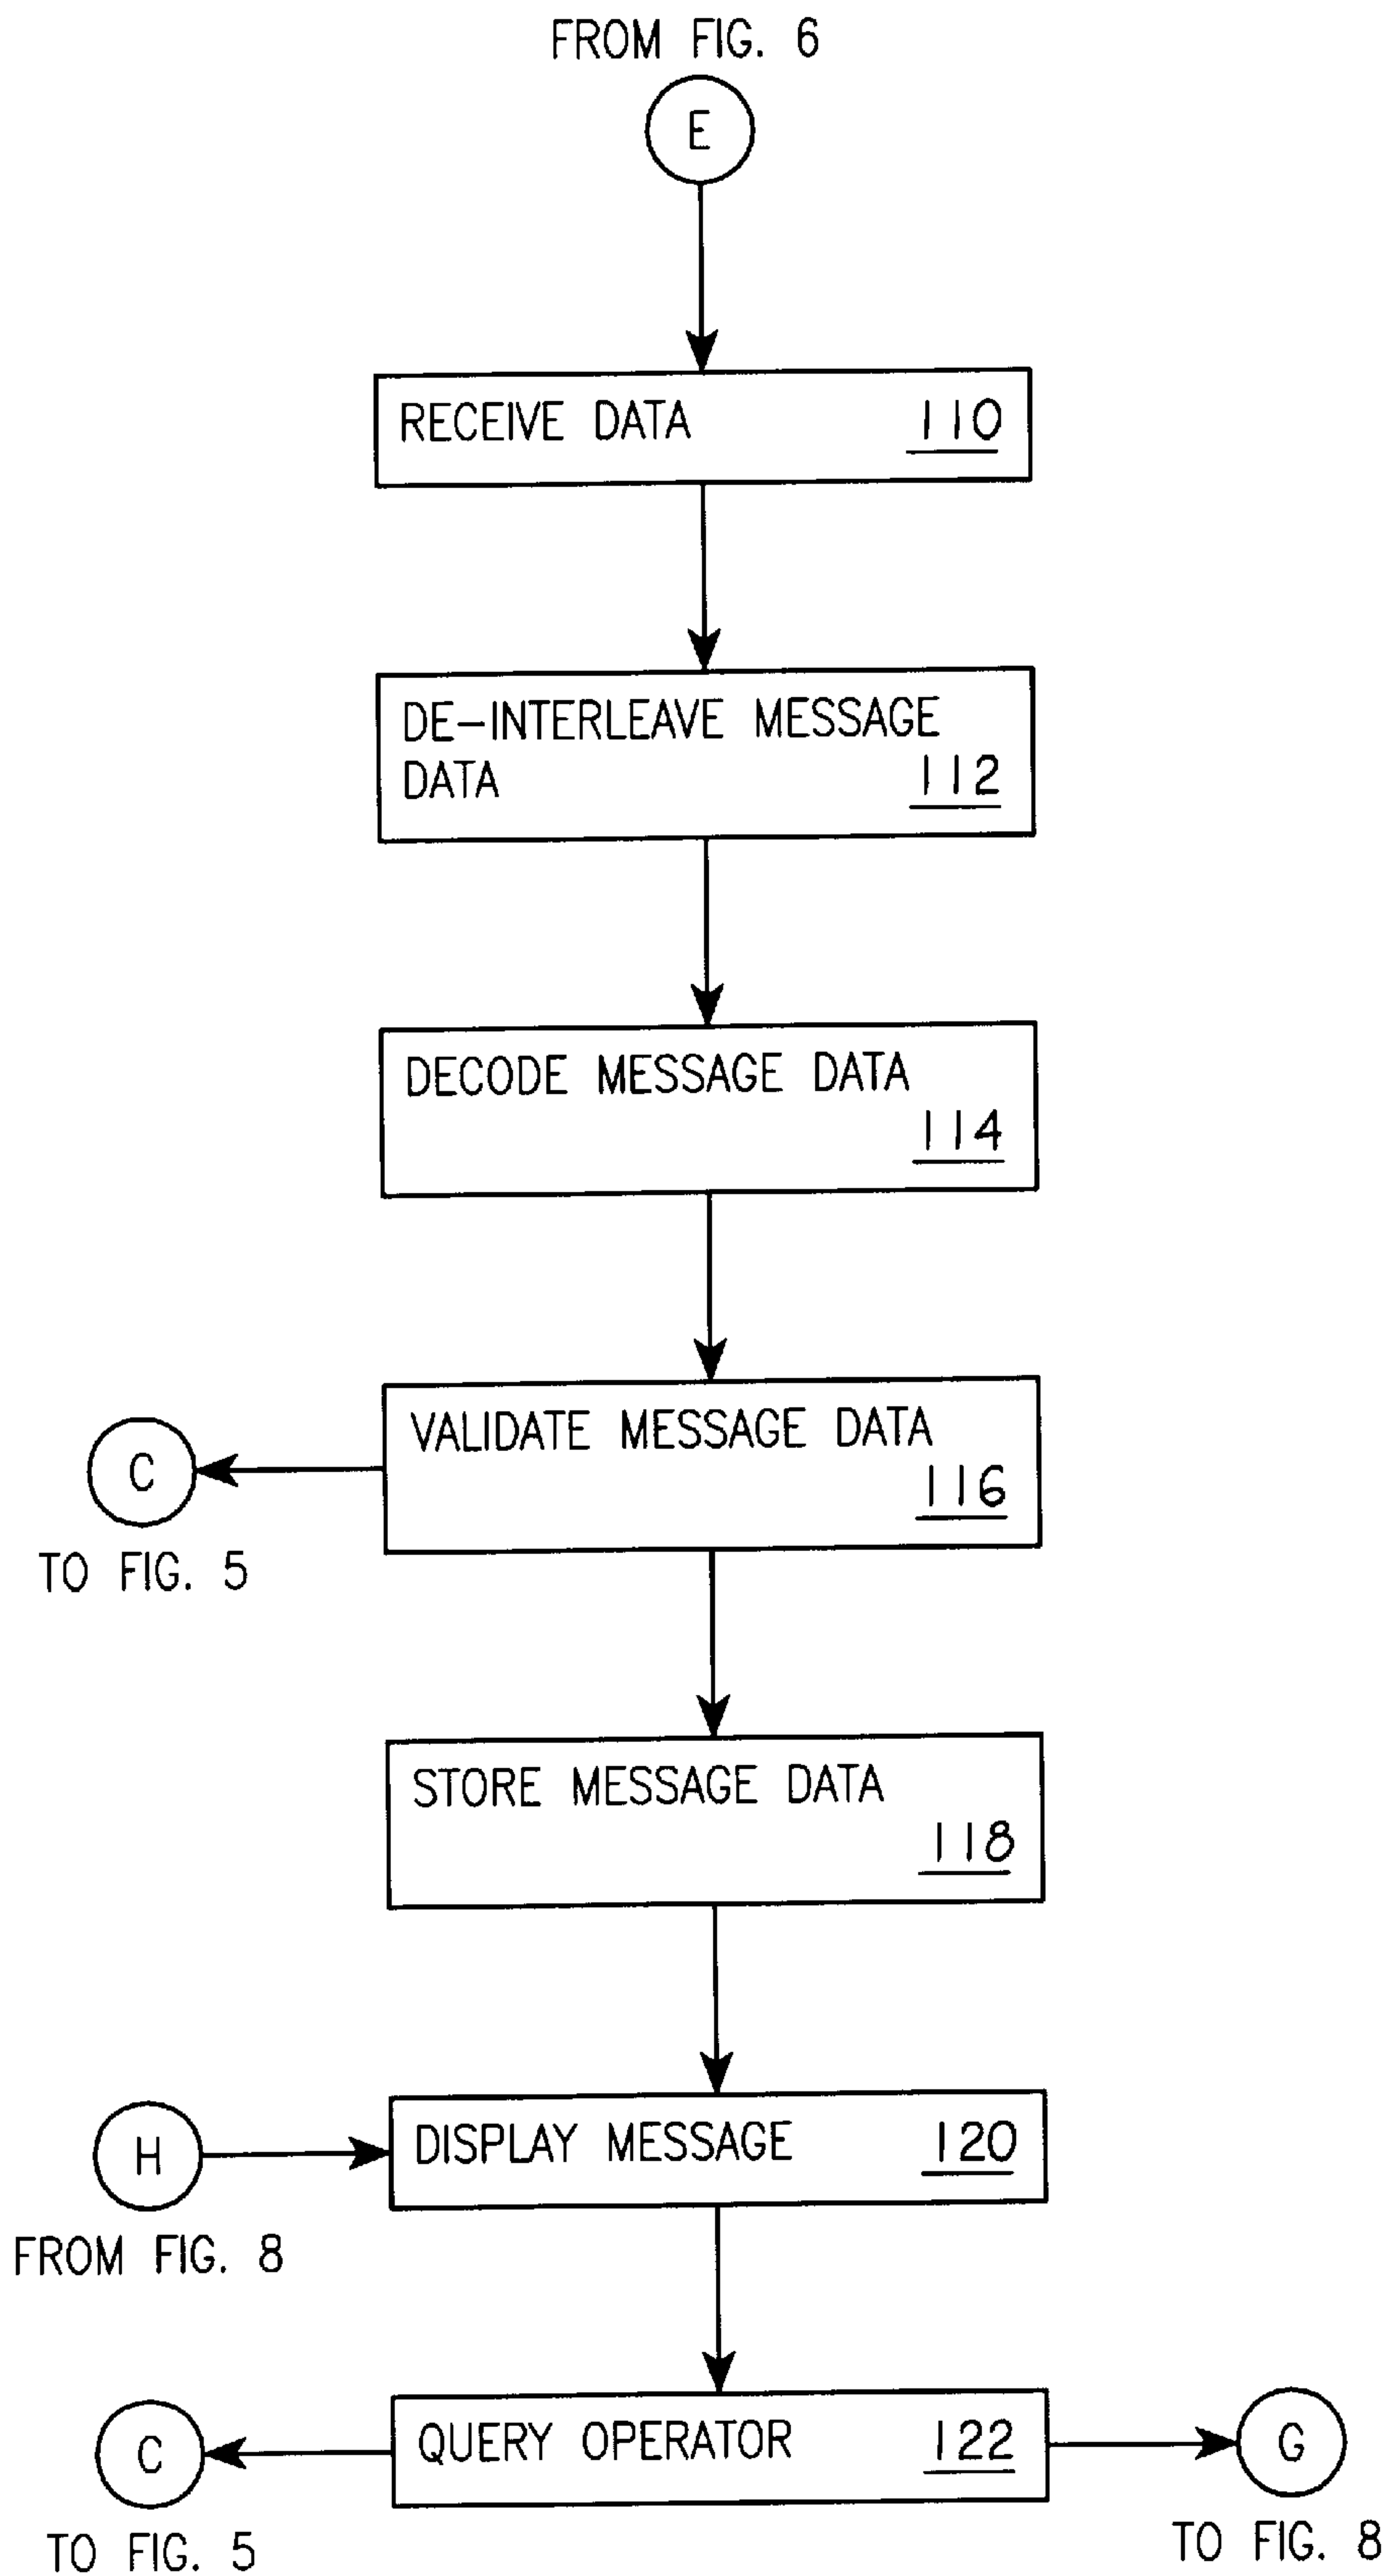 FROM FIG. 6
E
RECEIVE DATA 110
DE-INTERLEAVE MESSAGE
DATA 112
DECODE MESSAGE DATA
114
VALIDATE MESSAGE DATA
116
C
TO FIG. 5
STORE MESSAGE DATA
118
H
FROM FIG. 8
DISPLAY MESSAGE 120
C
TO FIG. 5
QUERY OPERATOR 122
G
TO FIG. 8